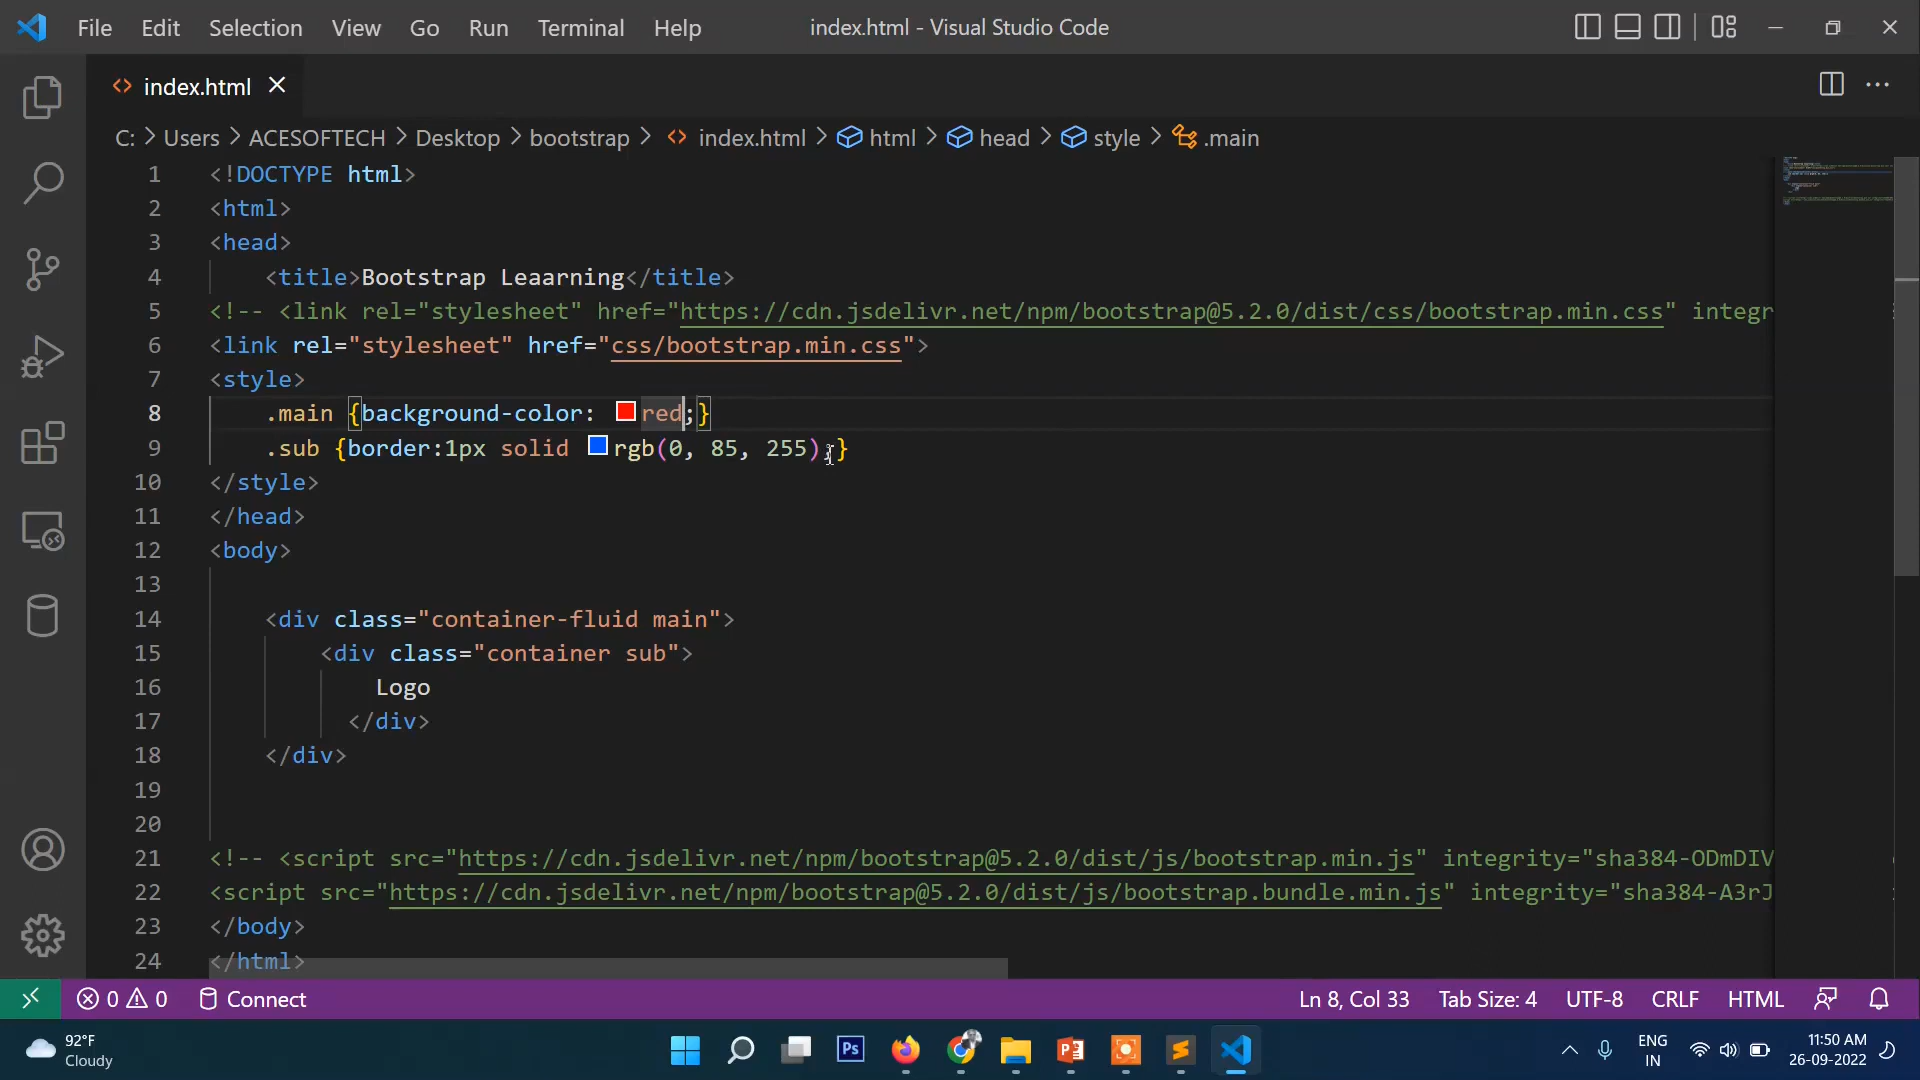 File Edit Selection View Go Run Terminal Help index.html - Visual Studio Code
index.html
C: > Users > ACESOFTECH > Desktop > bootstrap > index.html > html > head > style > .main
1 <!DOCTYPE html>
2 <html>
3 <head>
4 <title>Bootstrap Leaarning</title>
5 <!-- <link rel="stylesheet" href="https://cdn.jsdelivr.net/npm/bootstrap@5.2.0/dist/css/bootstrap.min.css" integr
6 <link rel="stylesheet" href="css/bootstrap.min.css">
7 <style>
8 .main {background-color: red;}
9 .sub {border:1px solid rgb(0, 85, 255);}
10 </style>
11 </head>
12 <body>
13
14 <div class="container-fluid main">
15 <div class="container sub">
16 Logo
17 </div>
18 </div>
19
20
21 <!-- <script src="https://cdn.jsdelivr.net/npm/bootstrap@5.2.0/dist/js/bootstrap.min.js" integrity="sha384-ODmDIV
22 <script src="https://cdn.jsdelivr.net/npm/bootstrap@5.2.0/dist/js/bootstrap.bundle.min.js" integrity="sha384-A3rJ
23 </body>
24 </html>
0 0 Connect Ln 8, Col 33 Tab Size: 4 UTF-8 CRLF HTML
92°F
Cloudy
Ps
ENG
IN
11:50 AM
26-09-2022